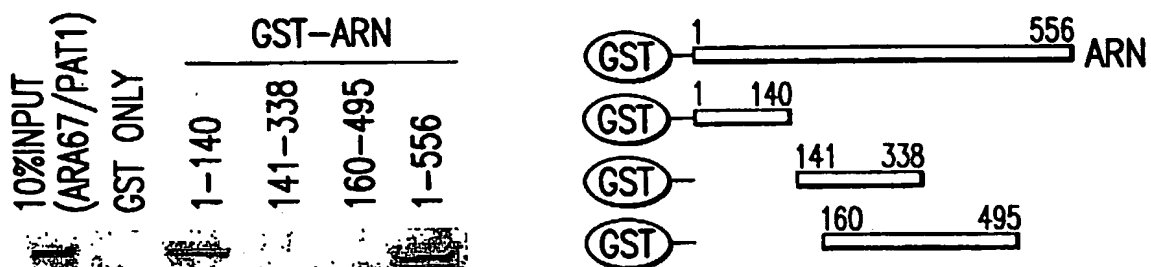 10%INPUT
(ARA67/PAT1)
GST ONLY
GST-ARN
1-140
141-338
160-495
1-556
GST
1
556
ARN
GST
1
140
GST
141
338
GST
160
495